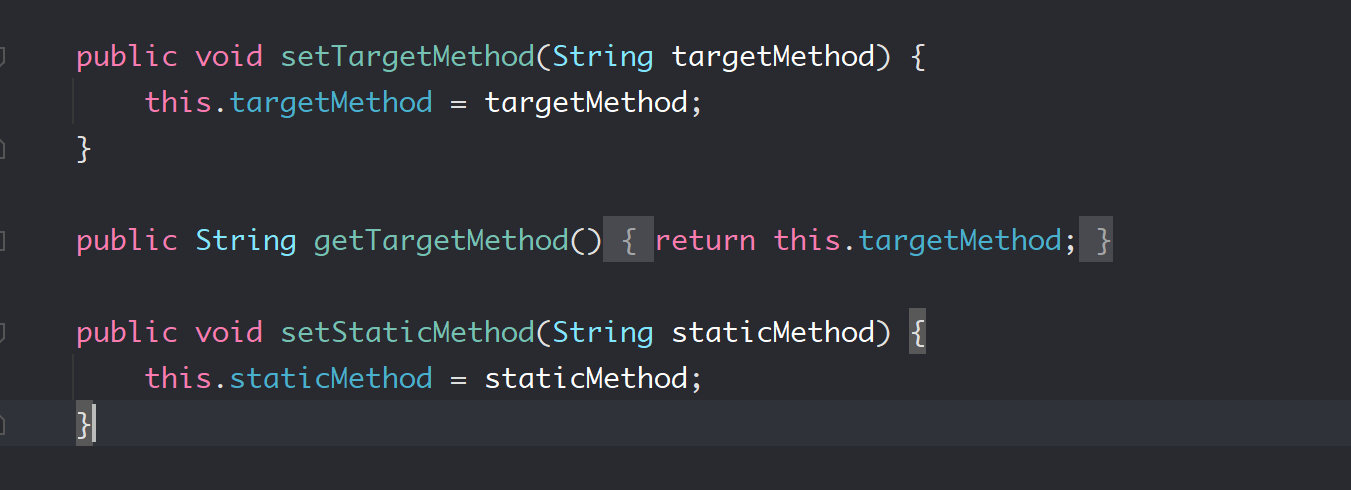 public void setTargetMethod(String targetMethod) {
this.targetMethod = targetMethod;
}
public String getTargetMethod() { return this.targetMethod; }
public void setStaticMethod(String staticMethod) {
this.staticMethod = staticMethod;
}